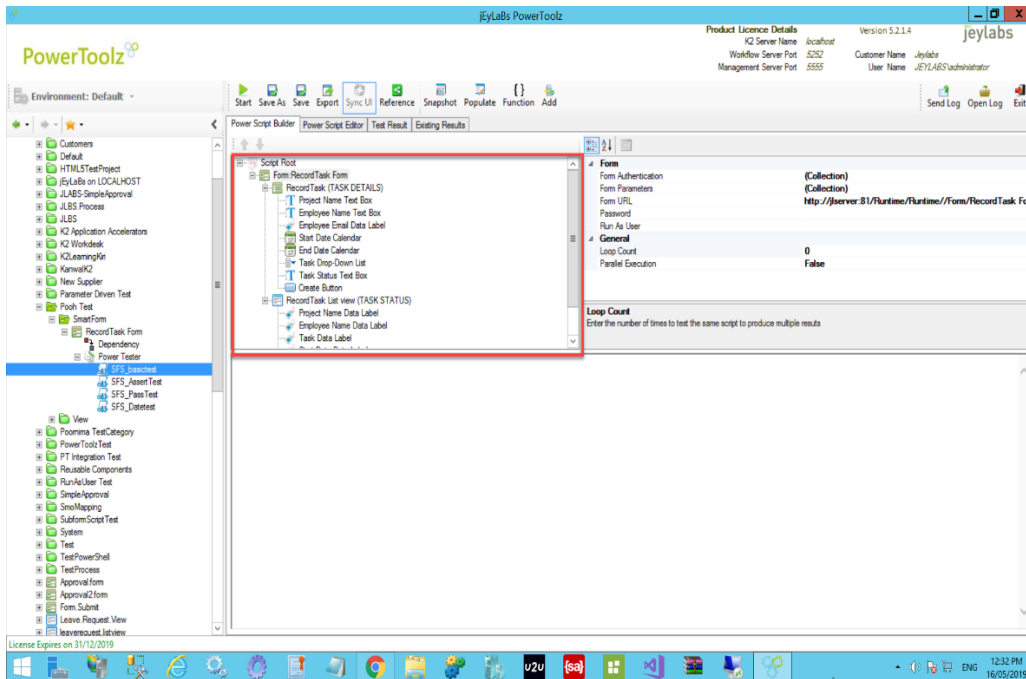 jEyLaBs PowerToolz
PowerToolz
Product Licence Details
K2 Server Name localhost
Workflow Server Port 5252
Management Server Port 5555
Version 5.2.1.4
Customer Name Jeylabs
User Name JEYLABS\administrator
jeylabs
Environment: Default
Start Save As Save Export Sync UI Reference Snapshot Populate Function Add
Send Log Open Log Exit
Power Script Builder Power Script Editor Test Result Existing Results
Customers
Default
HTML5TestProject
jEyLaBs on LOCALHOST
JLABS-SimpleApproval
JLBS.Process
JLBS
K2 Application Accelerators
K2 Workdesk
K2LearningKiri
KanwalK2
New Supplier
Parameter Driven Test
Pooh Test
SmartForm
RecordTask Form
Dependency
Power Tester
SFS_basictest
SFS_AssertTest
SFS_PassTest
SFS_Datetest
View
Poornima TestCategory
PowerToolzTest
PT Integration Test
Reusable Components
RunAsUser Test
SimpleApproval
SmoMapping
SubformScriptTest
System
Test
TestPowerShell
TestProcess
Approval.form
Approval2.form
Form.Submit
Leave.Request.View
leaverequest.listview
Script Root
Form:RecordTask Form
RecordTask (TASK DETAILS)
Project Name Text Box
Employee Name Text Box
Employee Email Data Label
Start Date Calendar
End Date Calendar
Task Drop-Down List
Task Status Text Box
Create Button
RecordTask List view (TASK STATUS)
Project Name Data Label
Employee Name Data Label
Task Data Label
Form
Form Authentication (Collection)
Form Parameters (Collection)
Form URL http://jlserver:81/Runtime/Runtime//Form/RecordTask Fo
Password
Run As User
General
Loop Count 0
Parallel Execution False
Loop Count
Enter the number of times to test the same script to produce multiple results
License Expires on 31/12/2019
u2u {sa}
ENG 12:32 PM
16/05/2019